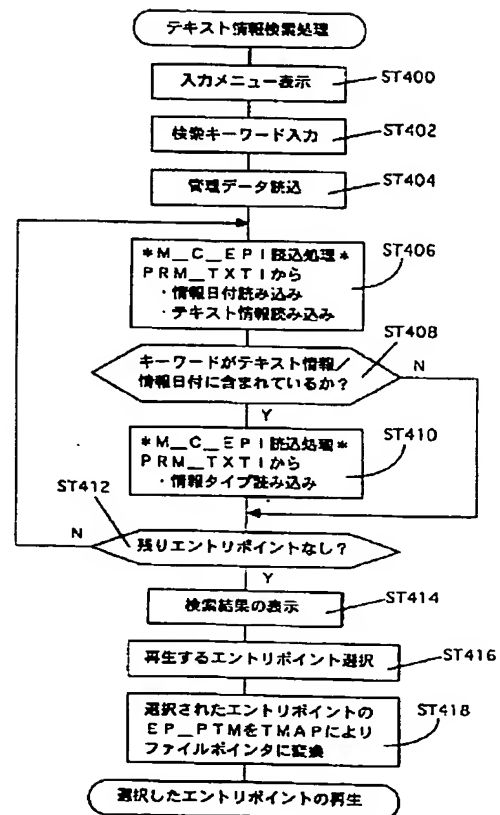 テキスト情報検索処理
入力メニュー表示
ST400
検索キーワード入力
ST402
管理データ読込
ST404
*M__C__EPI読込処理*
PRM__TXTIから
・情報日付読み込み
・テキスト情報読み込み
ST406
ST408
キーワードがテキスト情報/
情報日付に含まれているか?
N
Y
*M__C__EPI読込処理*
PRM__TXTIから
・情報タイプ読み込み
ST410
ST412
N
残りエントリポイントなし?
Y
検索結果の表示
ST414
再生するエントリポイント選択
ST416
選択されたエントリポイントの
EP__PTMをTMAPにより
ファイルポインタに変換
ST418
選択したエントリポイントの再生